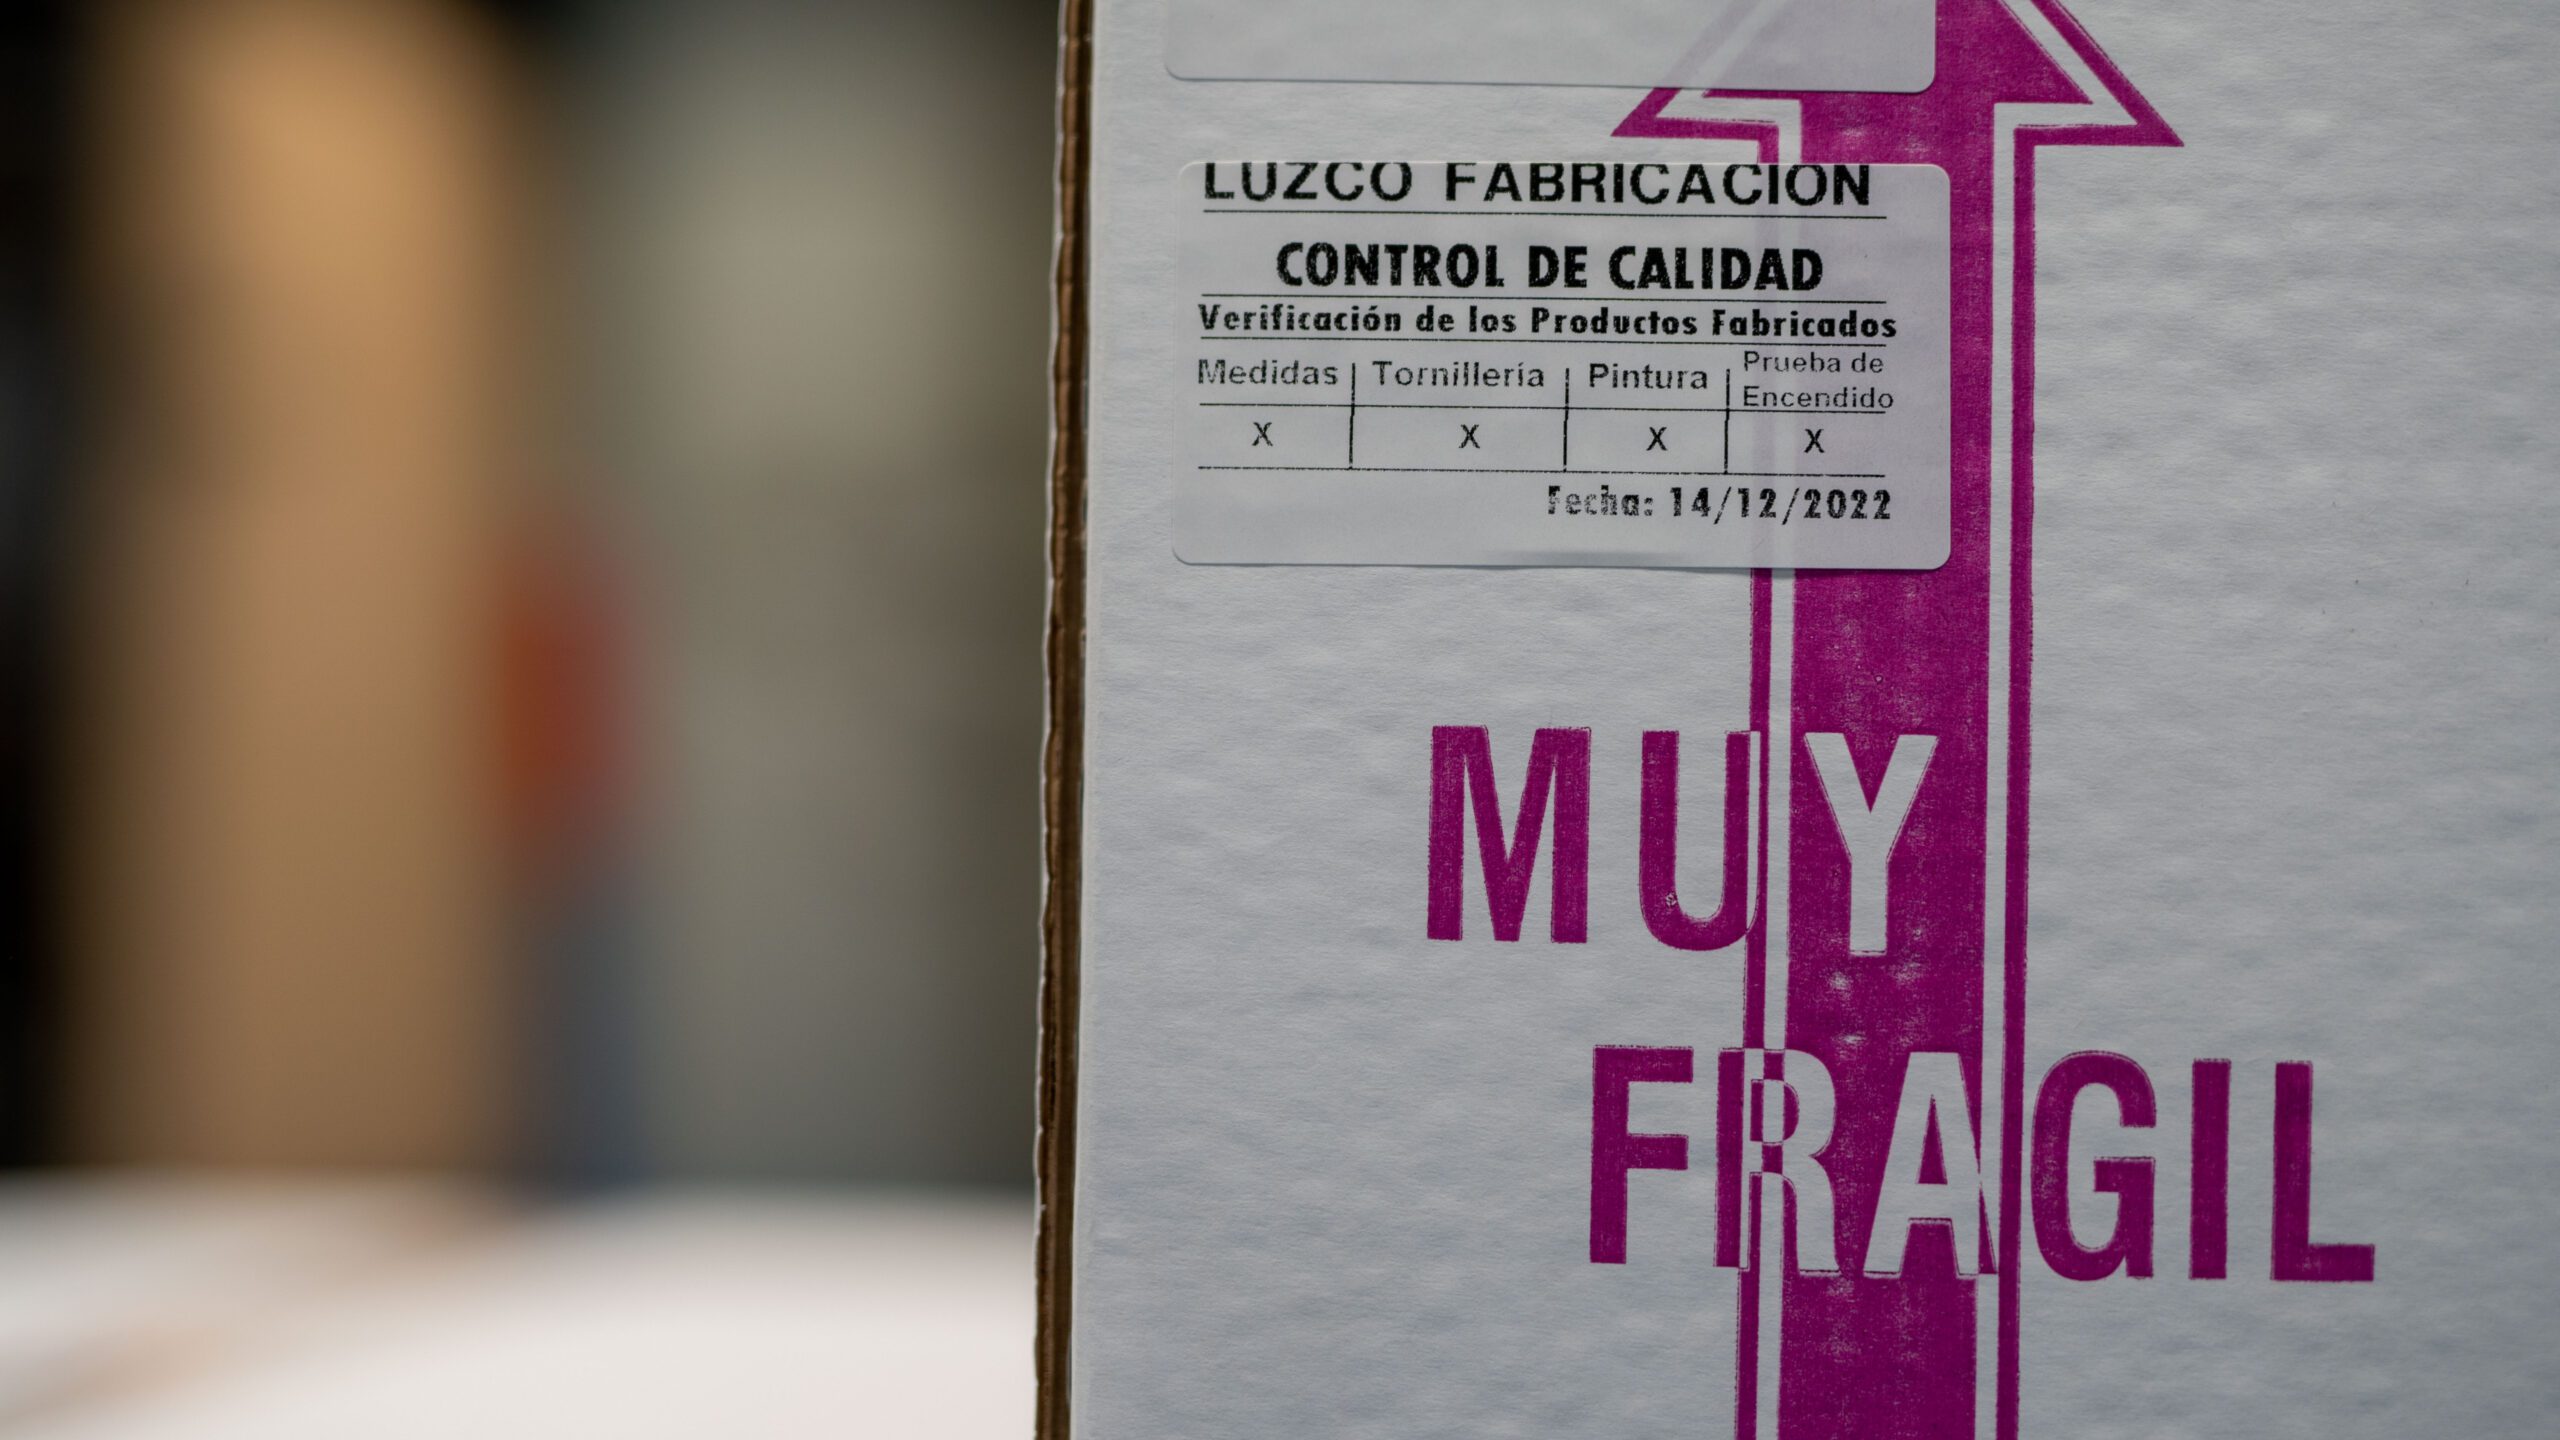 LUZCO FABRICACION
CONTROL DE CALIDAD
Verificación de los Productos Fabricados
Medidas Tornillería Pintura Prueba de Encendido
X X X X
Fecha: 14/12/2022
MUY
FRAGIL